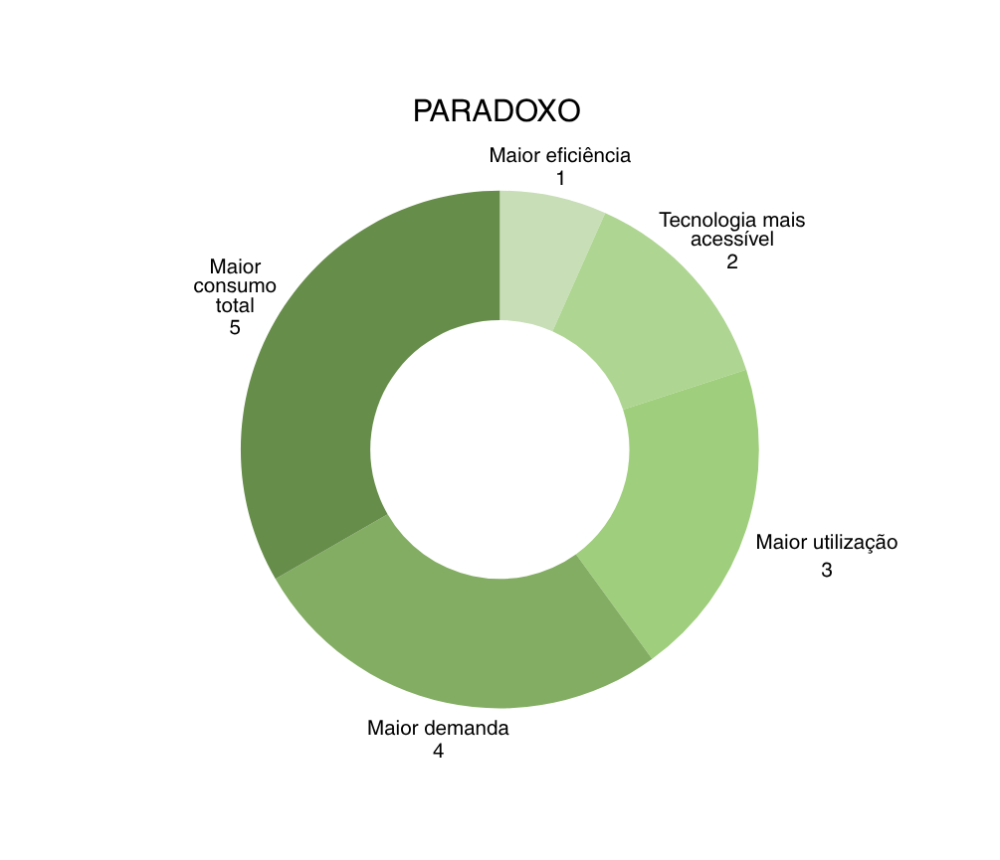 PARADOXO
Maior eficiência
1
Tecnologia mais
acessível
2
Maior
consumo
total
5
Maior utilização
3
Maior demanda
4